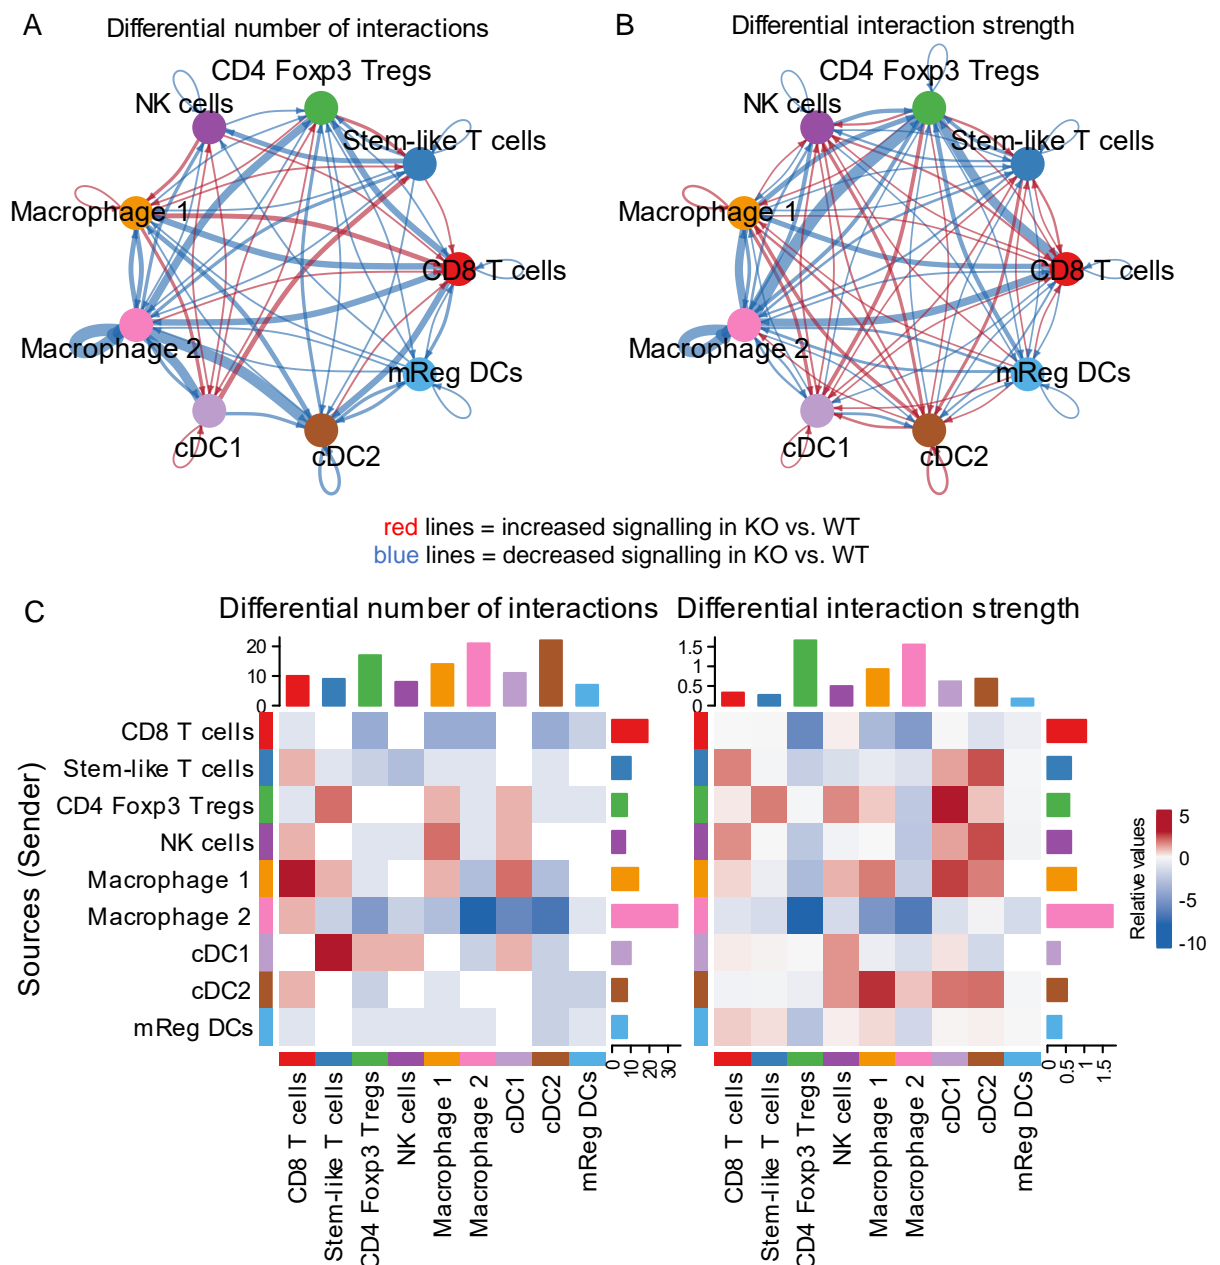 A
Differential number of interactions
CD4 Foxp3 Tregs
NK cells
Stem-like T cells
Macrophage 1
CD8 T cells
Macrophage 2
mReg DCs
cDC1
cDC2
B
Differential interaction strength
CD4 Foxp3 Tregs
NK cells
Stem-like T cells
Macrophage 1
CD8 T cells
Macrophage 2
mReg DCs
cDC1
cDC2
red lines = increased signalling in KO vs. WT
blue lines = decreased signalling in KO vs. WT
C
Differential number of interactions
20
10
0
Sources (Sender)
CD8 T cells
Stem-like T cells
CD4 Foxp3 Tregs
NK cells
Macrophage 1
Macrophage 2
cDC1
cDC2
mReg DCs
0
10
20
30
CD8 T cells
Stem-like T cells
CD4 Foxp3 Tregs
NK cells
Macrophage 1
Macrophage 2
cDC1
cDC2
mReg DCs
Differential interaction strength
1.5
1
0.5
0
0
0.5
1
1.5
CD8 T cells
Stem-like T cells
CD4 Foxp3 Tregs
NK cells
Macrophage 1
Macrophage 2
cDC1
cDC2
mReg DCs
Relative values
5
0
-5
-10